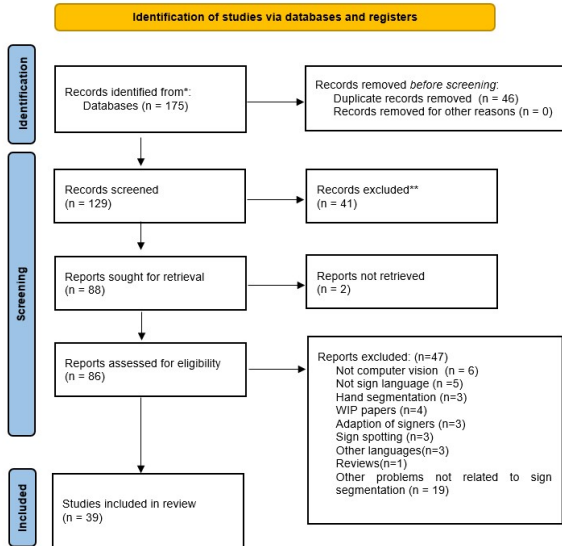 Identification of studies via databases and registers
Identification
Records identified from*:
Databases (n = 175)
Records removed before screening:
Duplicate records removed (n = 46)
Records removed for other reasons (n = 0)
Screening
Records screened
(n = 129)
Records excluded**
(n = 41)
Reports sought for retrieval
(n = 88)
Reports not retrieved
(n = 2)
Reports assessed for eligibility
(n = 86)
Reports excluded: (n=47)
Not computer vision (n = 6)
Not sign language (n =5)
Hand segmentation (n=3)
WIP papers (n=4)
Adaption of signers (n=3)
Sign spotting (n=3)
Other languages(n=3)
Reviews(n=1)
Other problems not related to sign
segmentation (n = 19)
Included
Studies included in review
(n = 39)